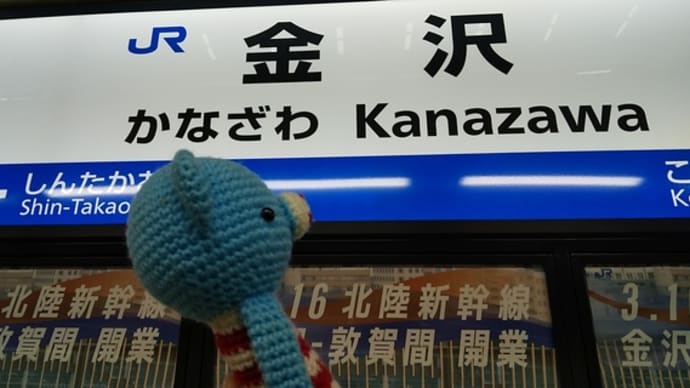 JR 金沢
かなざわ Kanazawa
しんたかお
Shin-Takao
こ
JR
16 北陸新幹線
北陸新幹線
3.1
敦賀間 開業
敦賀間 開業
金沢